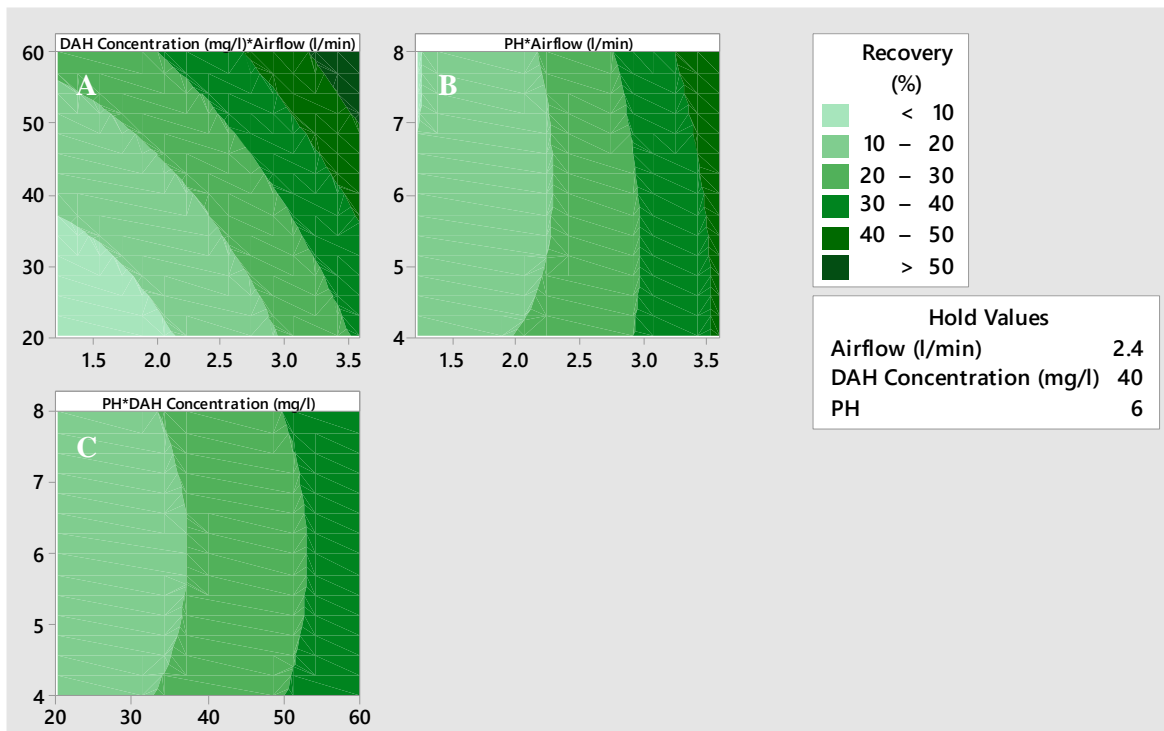 DAH Concentration (mg/l)*Airflow (l/min)
A
60
50
40
30
20
1.5 2.0 2.5 3.0 3.5
PH*Airflow (l/min)
B
8
7
6
5
4
1.5 2.0 2.5 3.0 3.5
PH*DAH Concentration (mg/l)
C
8
7
6
5
4
20 30 40 50 60
Recovery
(%)
< 10
10 – 20
20 – 30
30 – 40
40 – 50
> 50
Hold Values
Airflow (l/min) 2.4
DAH Concentration (mg/l) 40
PH 6